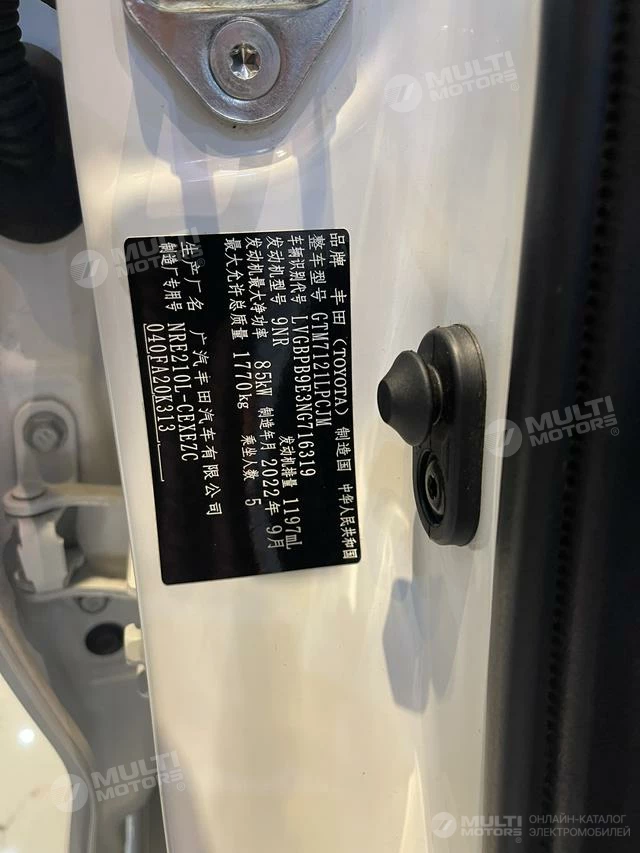 品牌 丰田（TOYOTA） 制造国 中华人民共和国
整车型号 GTM7121LPCJM
车辆识别代号 LVGBPB9E3NG716319
发动机型号 9NR 发动机排量 1197mL
发动机最大净功率 85kW 制造年月 2022年 9月
最大允许总质量 1770kg 乘坐人数 5
生产厂名 广汽丰田汽车有限公司
制造厂专用号 NRE210L-CEXEZC
040FA20K313
MULTI MOTORS
MULTI MOTORS
MULTI MOTORS
MULTI MOTORS
MULTI MOTORS
ОНЛАЙН-КАТАЛОГ
ЭЛЕКТРОМОБИЛЕЙ